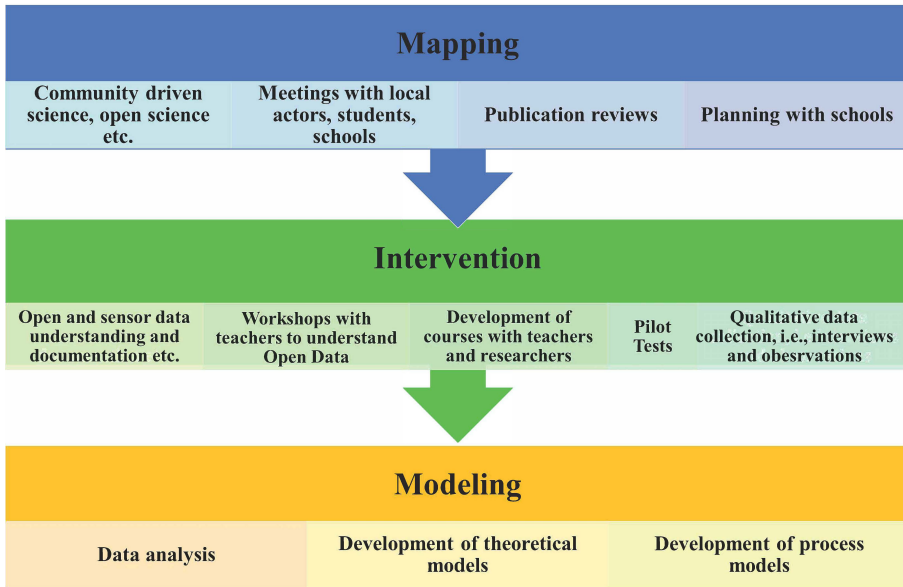 Mapping
Community driven
science, open science
etc.
Meetings with local
actors, students,
schools
Publication reviews
Planning with schools
Intervention
Open and sensor data
understanding and
documentation etc.
Workshops with
teachers to understand
Open Data
Development of
courses with teachers
and researchers
Pilot
Tests
Qualitative data
collection, i.e., interviews
and obesrvations
Modeling
Data analysis
Development of theoretical
models
Development of process
models